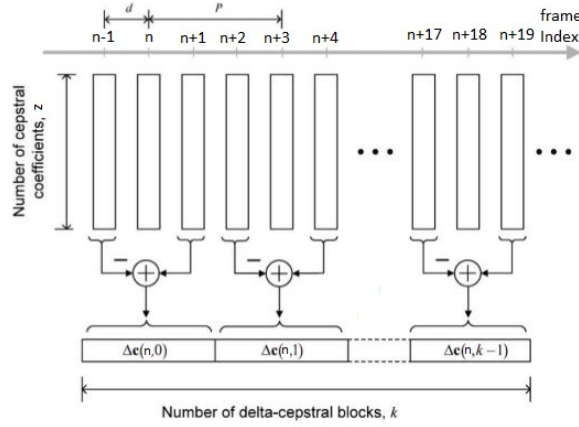 d
P
frame
Index
n-1 n n+1 n+2 n+3 n+4 n+17 n+18 n+19
Number of cepstral
coefficients, z
• • •
• • •
− + − + − +
Δc(n,0) Δc(n,1) Δc(n,k−1)
Number of delta-cepstral blocks, k